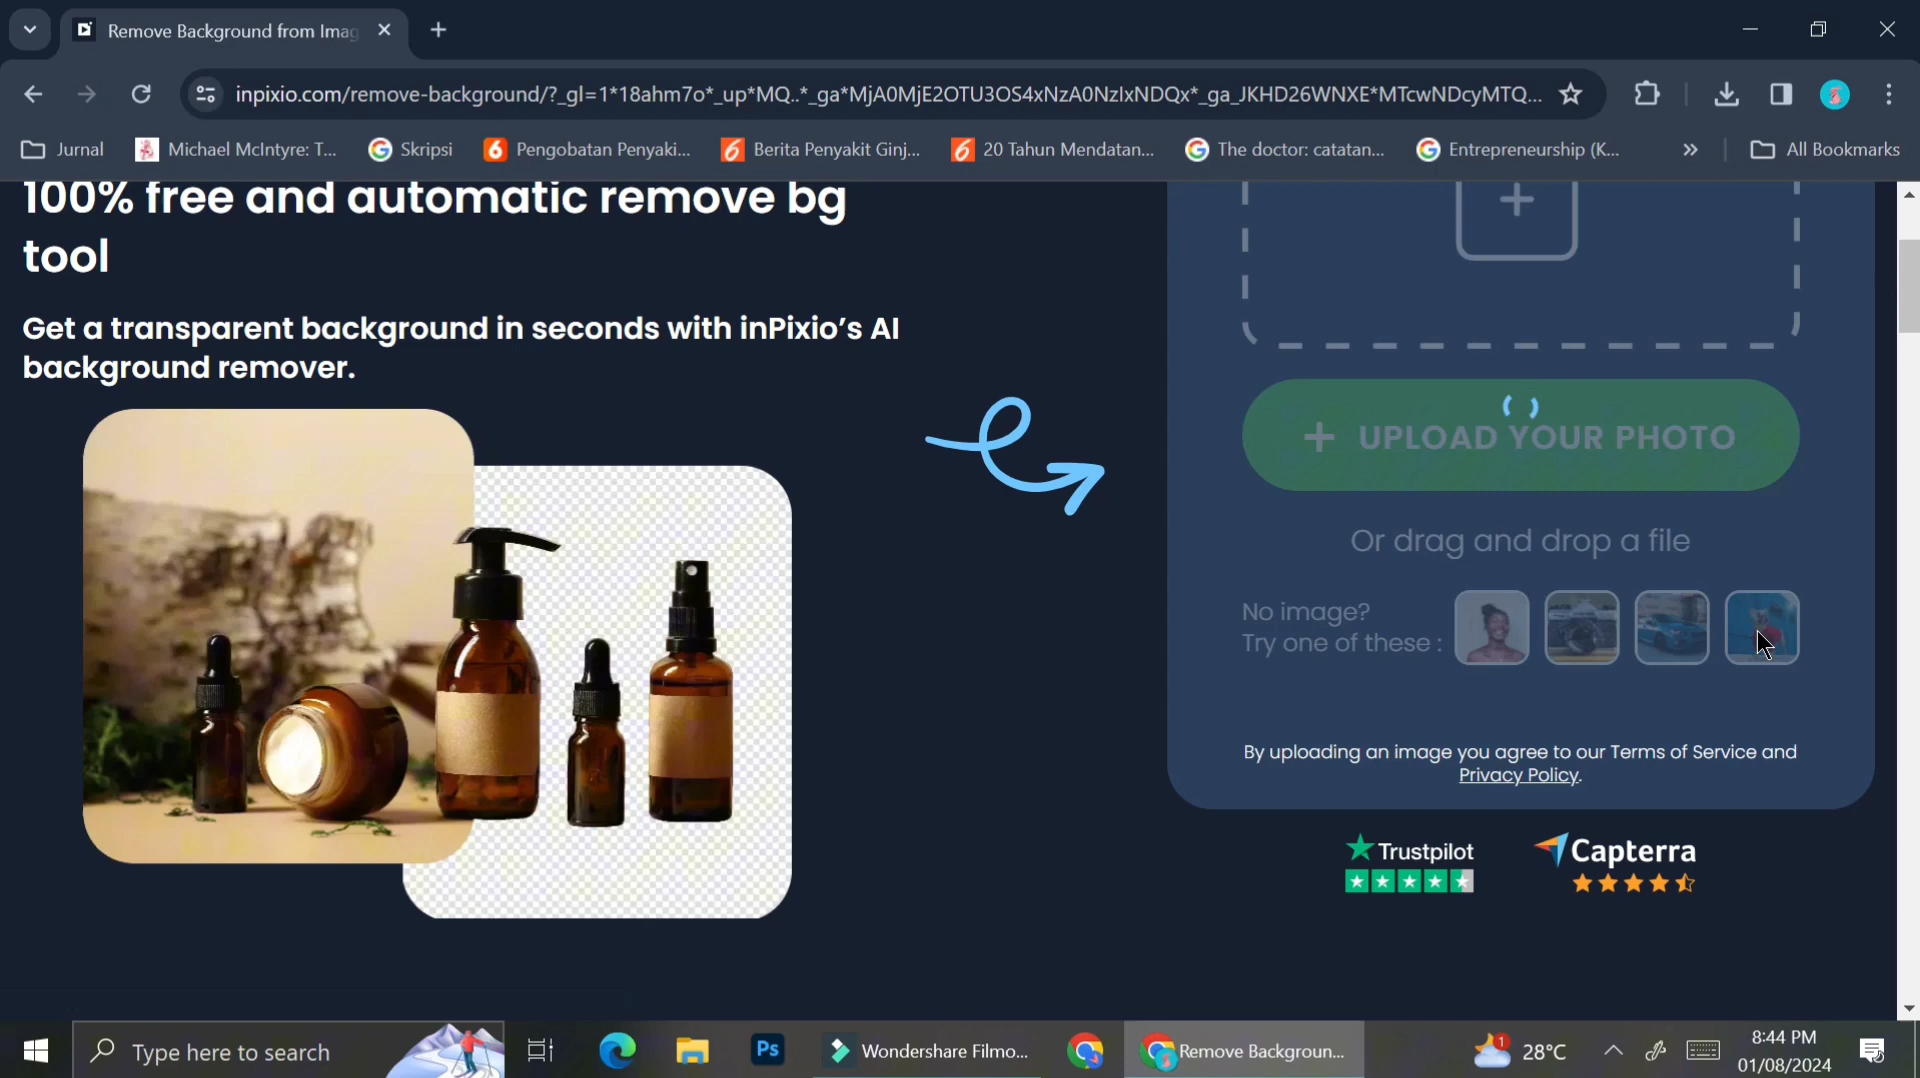 Remove Background from Imag
inpixio.com/remove-background/?_gl=1*18ahm7o*_up*MQ..*_ga*MjA0MjE2OTU3OS4xNzA0NzIxNDQx*_ga_JKHD26WNXE*MTcwNDcyMTQ...
Jurnal
Michael McIntyre: T...
Skripsi
Pengobatan Penyaki...
Berita Penyakit Ginj...
20 Tahun Mendatan...
The doctor: catatan...
Entrepreneurship (K...
»
All Bookmarks
100% free and automatic remove bg
tool
Get a transparent background in seconds with inPixio's AI
background remover.
+ UPLOAD YOUR PHOTO
Or drag and drop a file
No image?
Try one of these :
By uploading an image you agree to our Terms of Service and
Privacy Policy.
Trustpilot
Capterra
Type here to search
Ps
Wondershare Filmo...
Remove Backgroun...
1
28°C
8:44 PM
01/08/2024